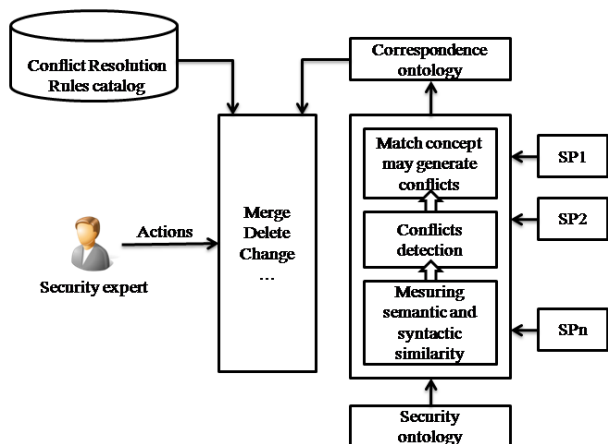 Conflict Resolution
Rules catalog
Correspondence
ontology
Match concept
may generate
conflicts
SP1
Merge
Delete
Change
...
Actions
Security expert
Conflicts
detection
SP2
Mesuring
semantic and
syntactic
similarity
SPn
Security
ontology